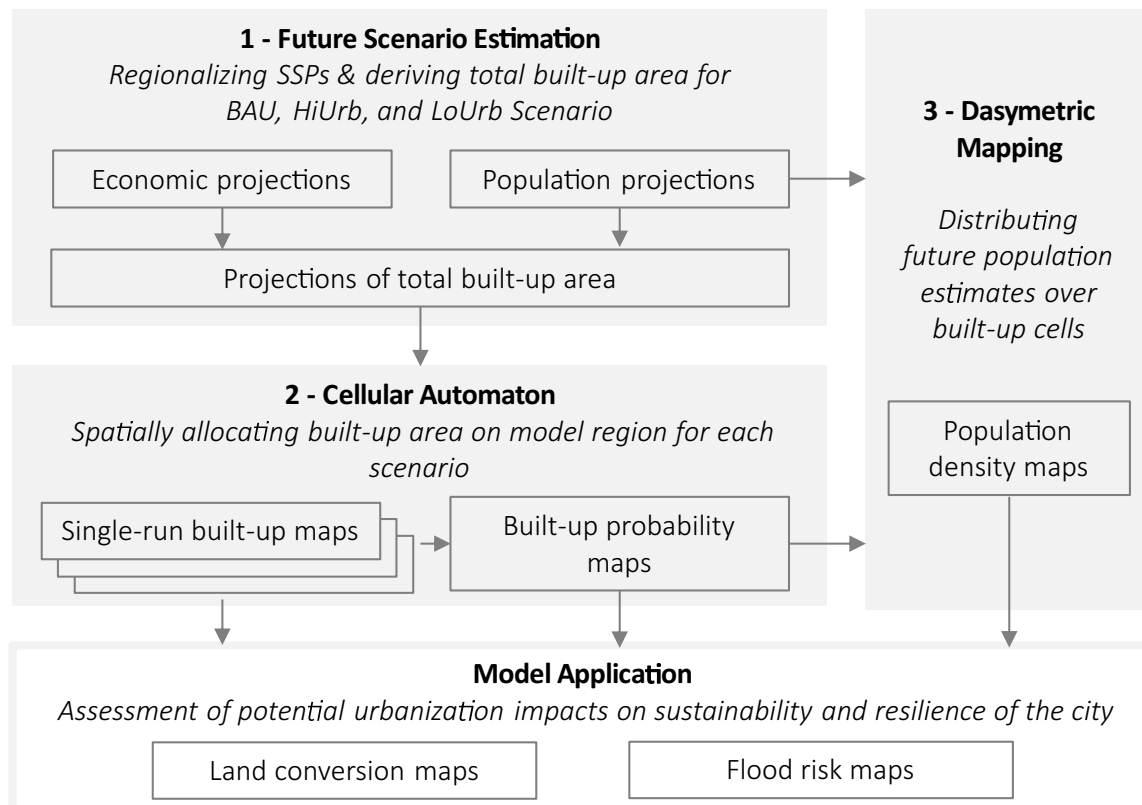 1 - Future Scenario Estimation
Regionalizing SSPs & deriving total built-up area for
BAU, HiUrb, and LoUrb Scenario
Economic projections
Population projections
Projections of total built-up area
2 - Cellular Automaton
Spatially allocating built-up area on model region for each
scenario
Single-run built-up maps
Built-up probability
maps
3 - Dasymetric
Mapping
Distributing
future population
estimates over
built-up cells
Population
density maps
Model Application
Assessment of potential urbanization impacts on sustainability and resilience of the city
Land conversion maps
Flood risk maps